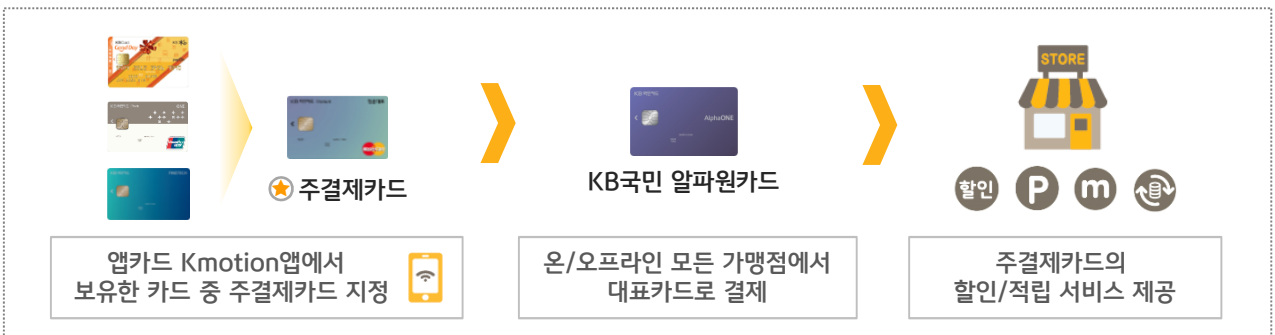 Good Day
AlphaONE
STORE
주결제카드
KB국민 알파원카드
할인
P
m
앱카드 Kmotion앱에서
보유한 카드 중 주결제카드 지정
온/오프라인 모든 가맹점에서
대표카드로 결제
주결제카드의
할인/적립 서비스 제공